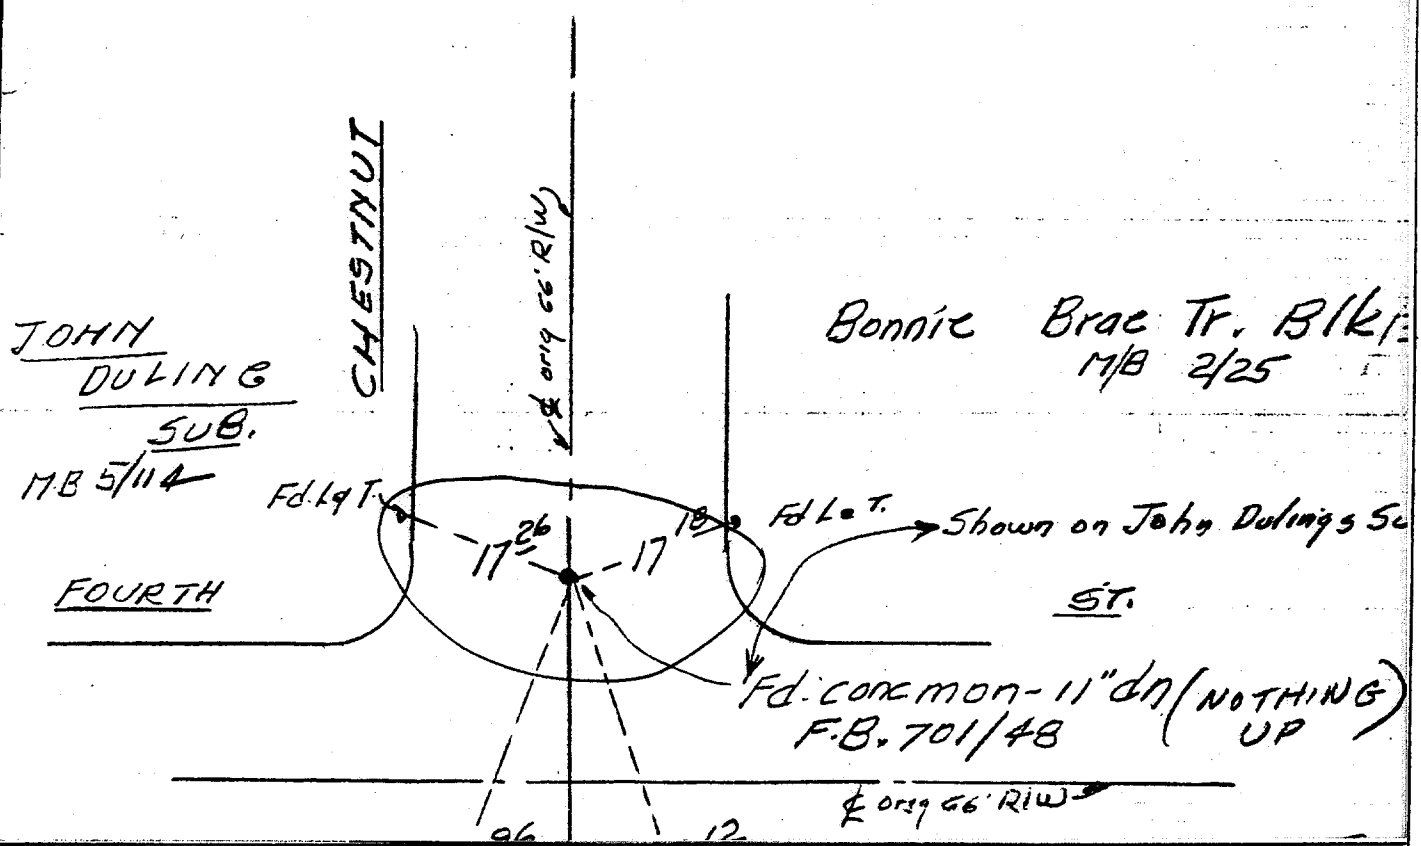 CHESTNUT
℄ orig 66' R/W
JOHN
DULING
SUB.
MB 5/114
Bonnie Brae Tr. Blk
M/B 2/25
Fd. L&T.
17 26
17 18
Fd L&T.
Shown on John Dulings Su
FOURTH
ST.
Fd. conc mon - 11" dn (NOTHING UP)
F.B. 701/48
℄ orig 66' R/W
96
12